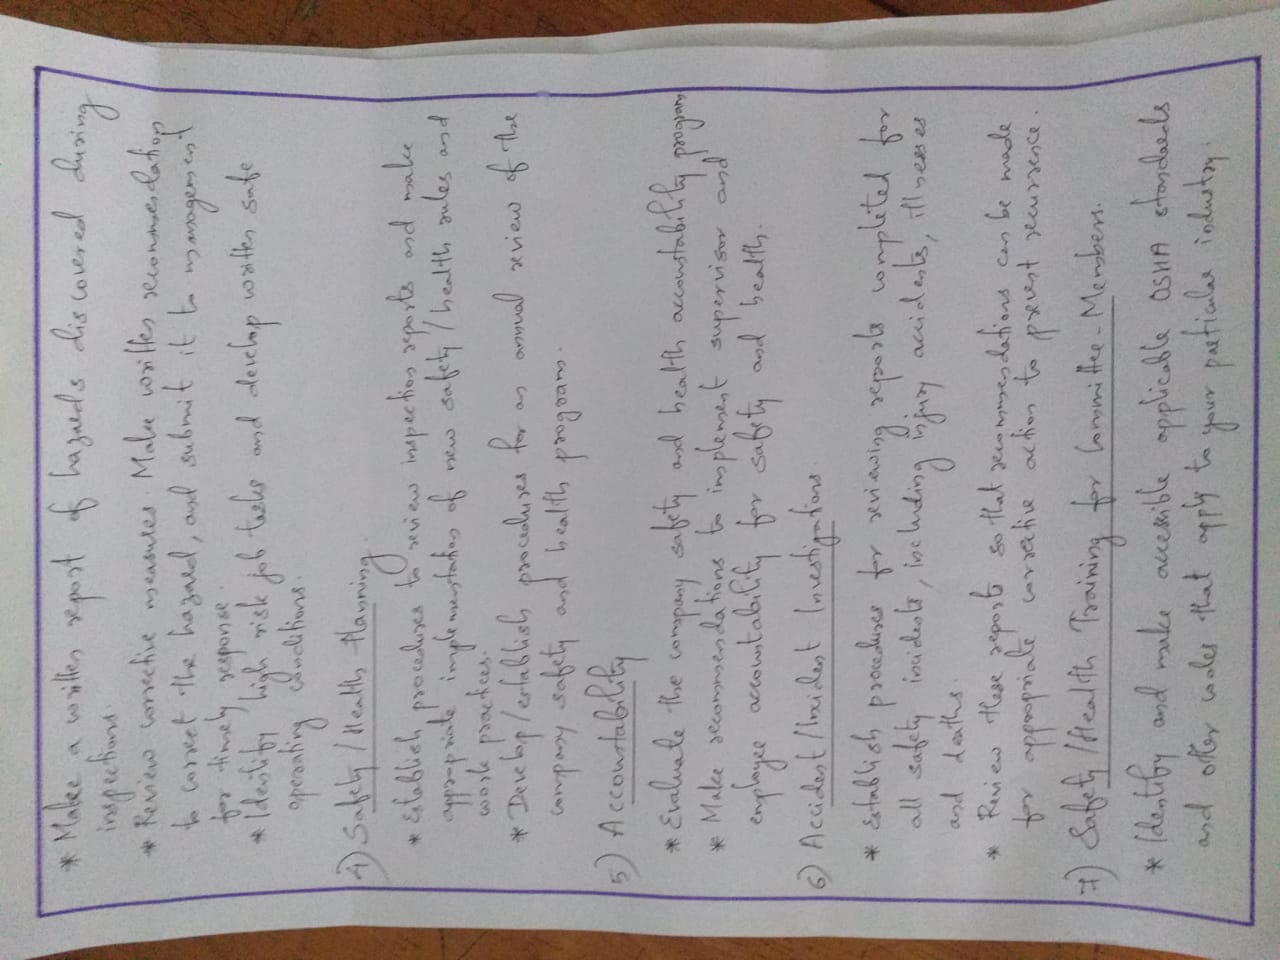 * Make a written report of hazards discovered during
inspections.
* Review corrective measures. Make written recommendation
to correct the hazard, and submit it to management
for timely response.
* Identify high risk job tasks and develop written safe
operating conditions.
4) Safety/Health Planning.
* Establish procedures to review inspection reports and make
appropriate implementation of new safety/health rules and
work practices.
* Develop/establish procedures for an annual review of the
company safety and health programs.
5) Accountability
* Evaluate the company safety and health accountability program
* Make recommendations to implement supervisor and
employee accountability for safety and health.
6) Accident/Incident Investigations.
* Establish procedures for reviewing reports completed for
all safety incidents, including injury accidents, illnesses
and deaths.
* Review these reports so that recommendations can be made
for appropriate corrective action to prevent recurrence.
7) Safety/Health Training for Committee-Members.
* Identify and make accessible applicable OSHA standards
and other codes that apply to your particular industry.